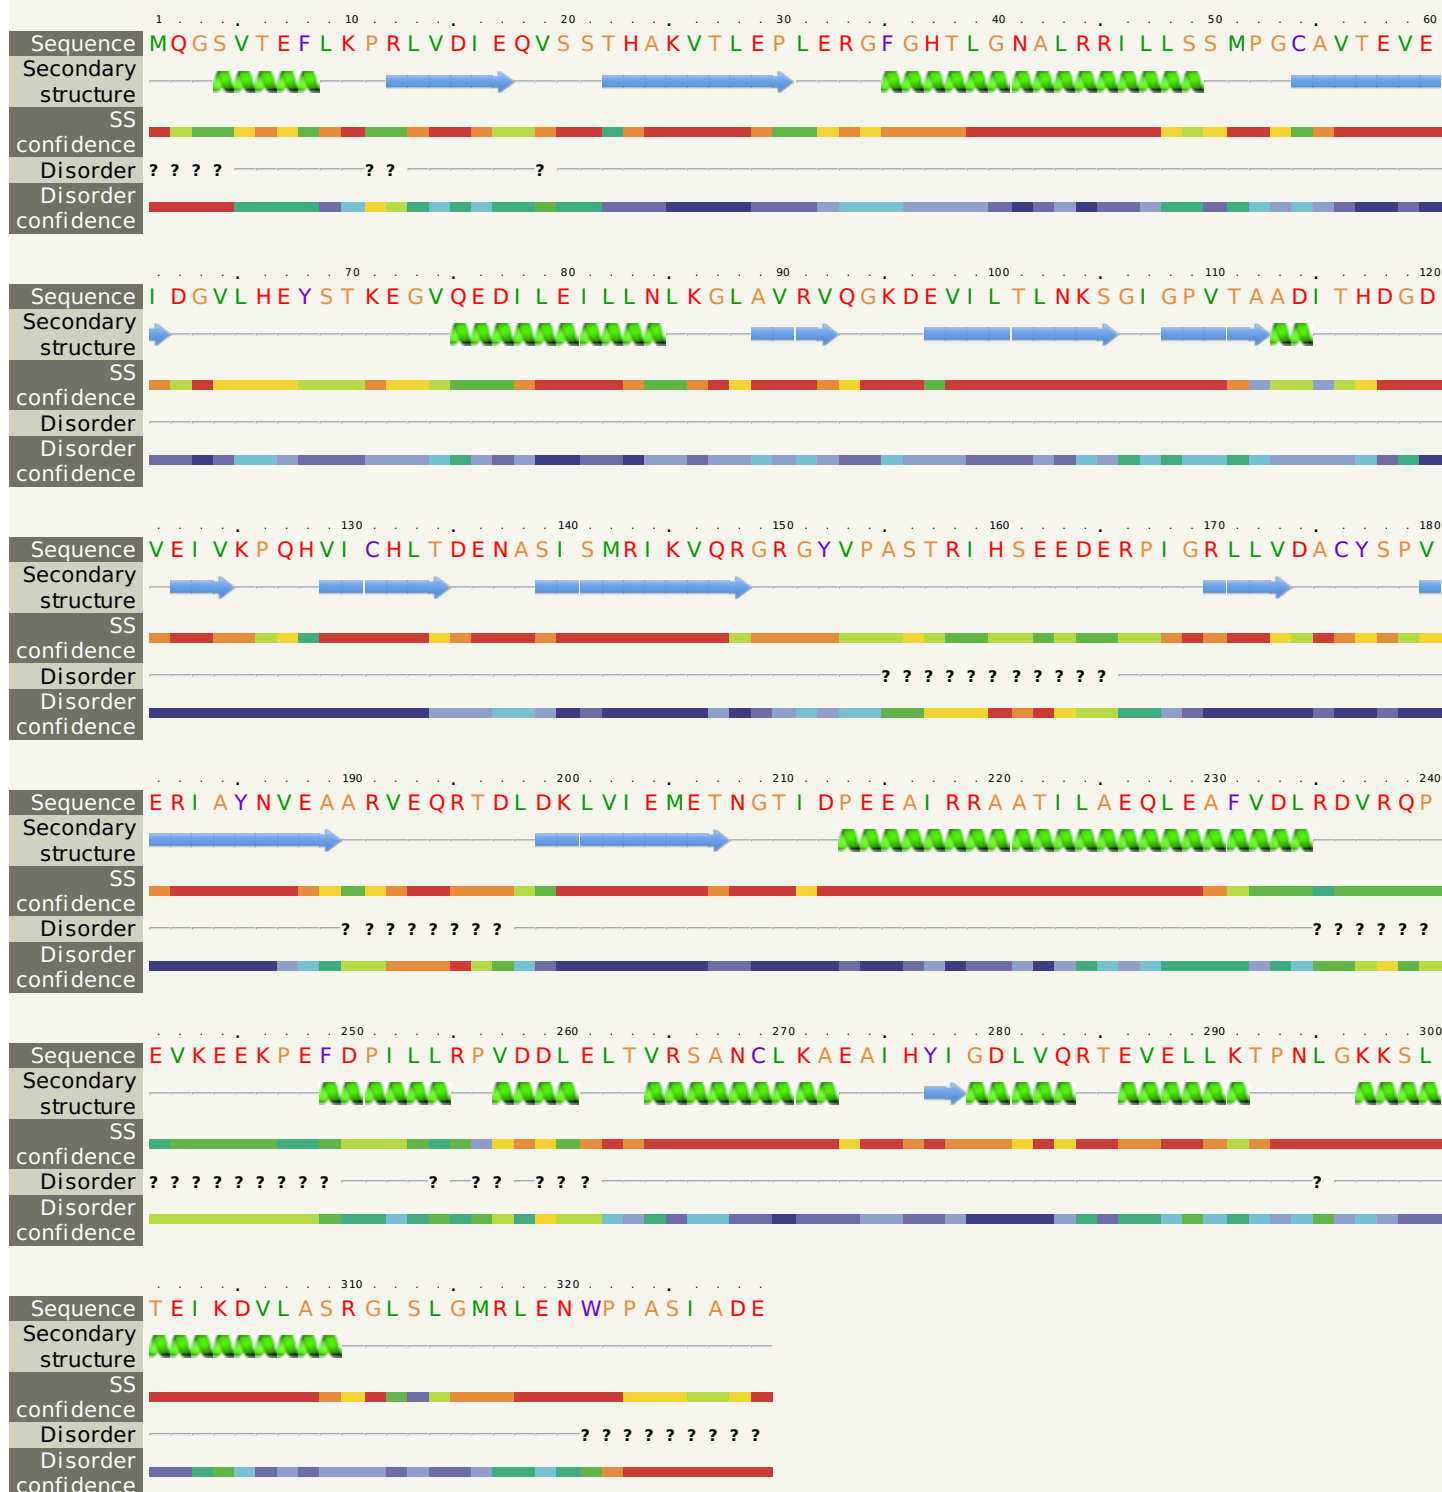 1 10 20 30 40 50 60
Sequence MQGSVTEFLKPRLVDIEQVSSTHAKVTLEPLERGFGHTLGNALRRILLSSMPGCAVTEVE
Secondary
structure
SS
confidence
Disorder ? ? ? ? ? ? ?
Disorder
confidence
70 80 90 100 110 120
Sequence IDGVLHEYSTKEGVQEDILEILLNLKGLAVRVQGKDEVILTLNKSGIGPVTAADITHDGD
Secondary
structure
SS
confidence
Disorder
Disorder
confidence
130 140 150 160 170 180
Sequence VEIVKPQHVICHLTDENASISMRIKVQRGRGYVPASTRIHSEEDERPIGRLLVDACYSPV
Secondary
structure
SS
confidence
Disorder ? ? ? ? ? ? ? ? ? ? ?
Disorder
confidence
190 200 210 220 230 240
Sequence ERIAYNVEAARVEQRTDLDKLVIEMETNGTIDPEEAIRRAATILAEQLEAFVDLRDVRQP
Secondary
structure
SS
confidence
Disorder ? ? ? ? ? ? ? ? ? ? ? ? ? ?
Disorder
confidence
250 260 270 280 290 300
Sequence EVKEEKPEFDPILLRPVDDLELTVRSANCLKAEAIHYIGDLVQRTEVELLKTPNLGKKSL
Secondary
structure
SS
confidence
Disorder ? ? ? ? ? ? ? ? ? ? ? ? ? ? ? ?
Disorder
confidence
310 320
Sequence TEIKDVLASRGLSLGMRLENWPPASIADE
Secondary
structure
SS
confidence
Disorder ? ? ? ? ? ? ? ? ?
Disorder
confidence